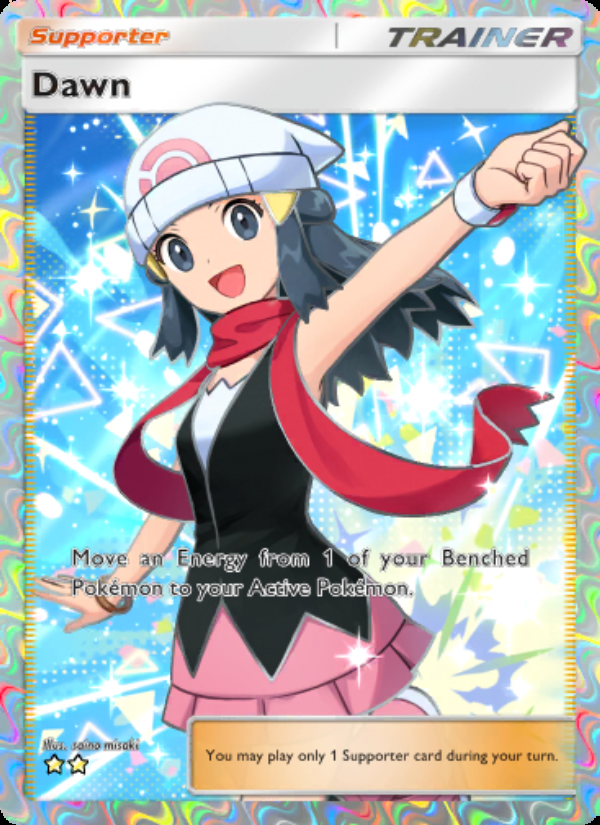 Supporter
TRAINER
Dawn
Move an Energy from 1 of your Benched
Pokémon to your Active Pokémon.
Illus. saino misaki
You may play only 1 Supporter card during your turn.